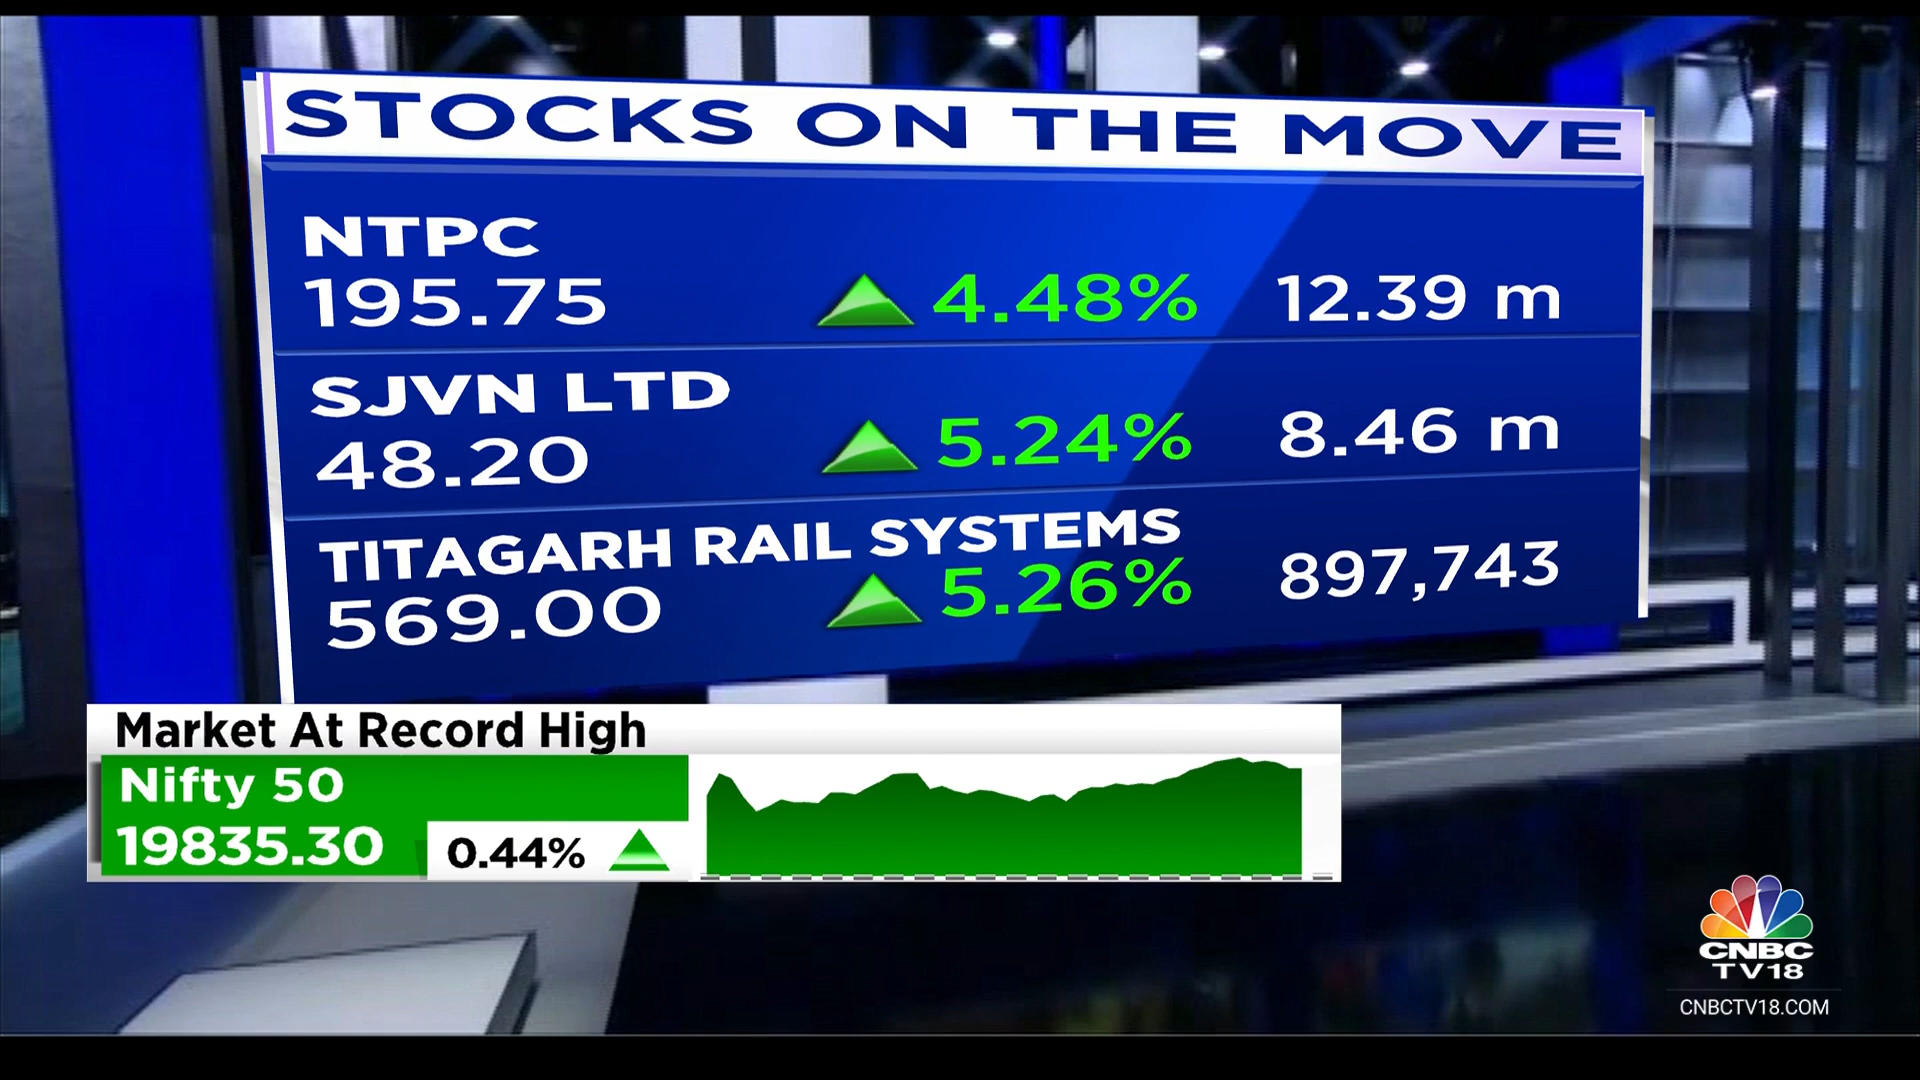 STOCKS ON THE MOVE
NTPC
195.75 4.48% 12.39 m
SJVN LTD
48.20 5.24% 8.46 m
TITAGARH RAIL SYSTEMS
569.00 5.26% 897,743
Market At Record High
Nifty 50
19835.30 0.44%
CNBC
TV18
CNBCTV18.COM